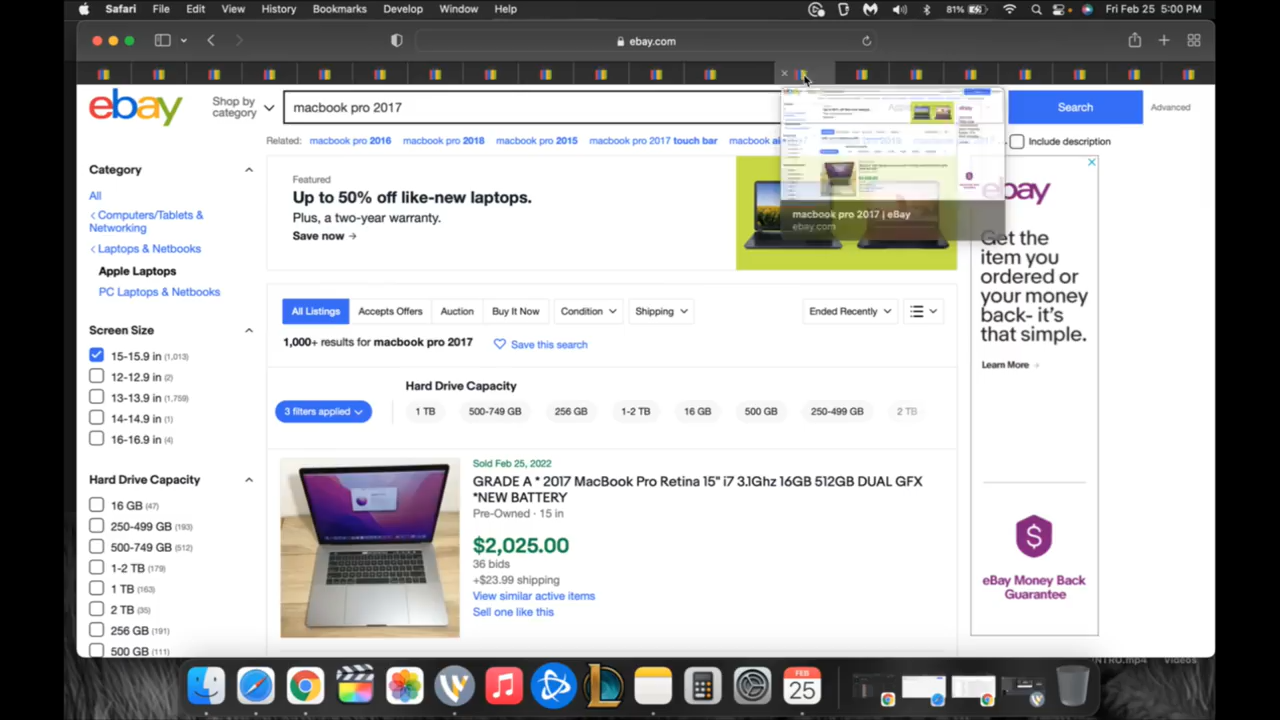 Safari File Edit View History Bookmarks Develop Window Help 81% Fri Feb 25 5:00 PM
ebay.com
ebay Shop by category macbook pro 2017 Search Advanced
Related: macbook pro 2016 macbook pro 2018 macbook pro 2015 macbook pro 2017 touch bar macbook Include description
macbook pro 2017 | eBay
ebay.com
Category
All
< Computers/Tablets & Networking
< Laptops & Netbooks
Apple Laptops
PC Laptops & Netbooks
Screen Size
15-15.9 in (1,013)
12-12.9 in (2)
13-13.9 in (1,759)
14-14.9 in (1)
16-16.9 in (4)
Hard Drive Capacity
16 GB (47)
250-499 GB (193)
500-749 GB (512)
1-2 TB (179)
1 TB (163)
2 TB (35)
256 GB (191)
500 GB (111)
Featured
Up to 50% off like-new laptops.
Plus, a two-year warranty.
Save now →
All Listings Accepts Offers Auction Buy It Now Condition Shipping Ended Recently
1,000+ results for macbook pro 2017 Save this search
Hard Drive Capacity
3 filters applied 1 TB 500-749 GB 256 GB 1-2 TB 16 GB 500 GB 250-499 GB 2 TB
Sold Feb 25, 2022
GRADE A * 2017 MacBook Pro Retina 15" i7 3.1Ghz 16GB 512GB DUAL GFX
*NEW BATTERY
Pre-Owned · 15 in
$2,025.00
36 bids
+$23.99 shipping
View similar active items
Sell one like this
ebay
Get the
item you
ordered or
your money
back- it's
that simple.
Learn More →
$
eBay Money Back
Guarantee
INTRO.mp4 Videos
FEB
25